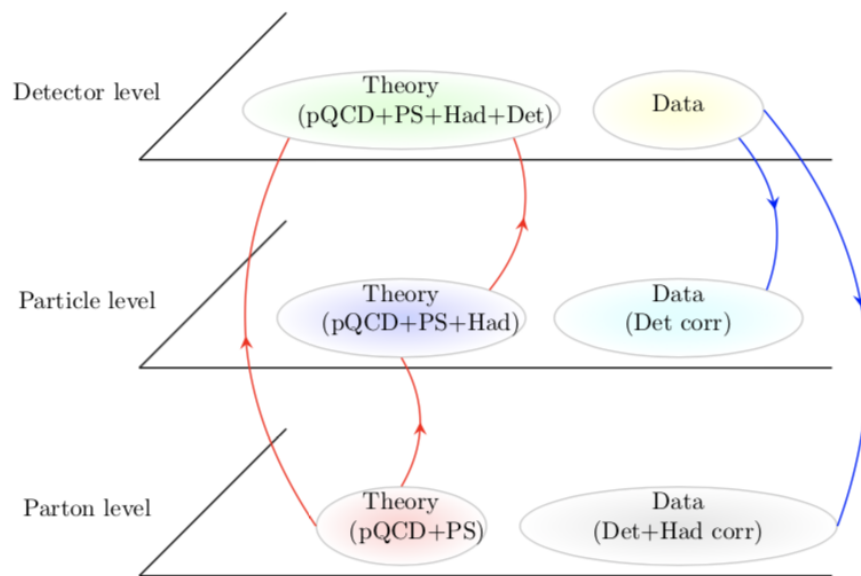 Detector level
Theory
(pQCD+PS+Had+Det)
Data
Particle level
Theory
(pQCD+PS+Had)
Data
(Det corr)
Parton level
Theory
(pQCD+PS)
Data
(Det+Had corr)